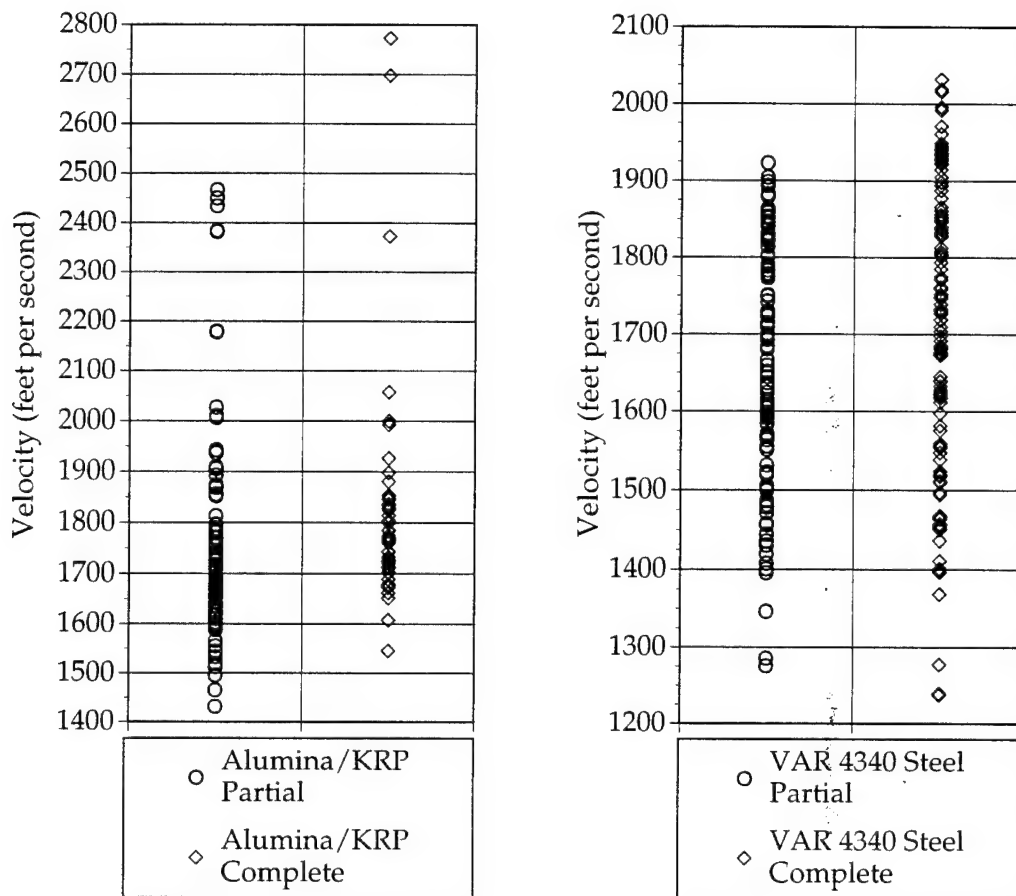 Velocity (feet per second)
2800
2700
2600
2500
2400
2300
2200
2100
2000
1900
1800
1700
1600
1500
1400
Alumina/KRP
Partial
Alumina/KRP
Complete
Velocity (feet per second)
2100
2000
1900
1800
1700
1600
1500
1400
1300
1200
VAR 4340 Steel
Partial
VAR 4340 Steel
Complete